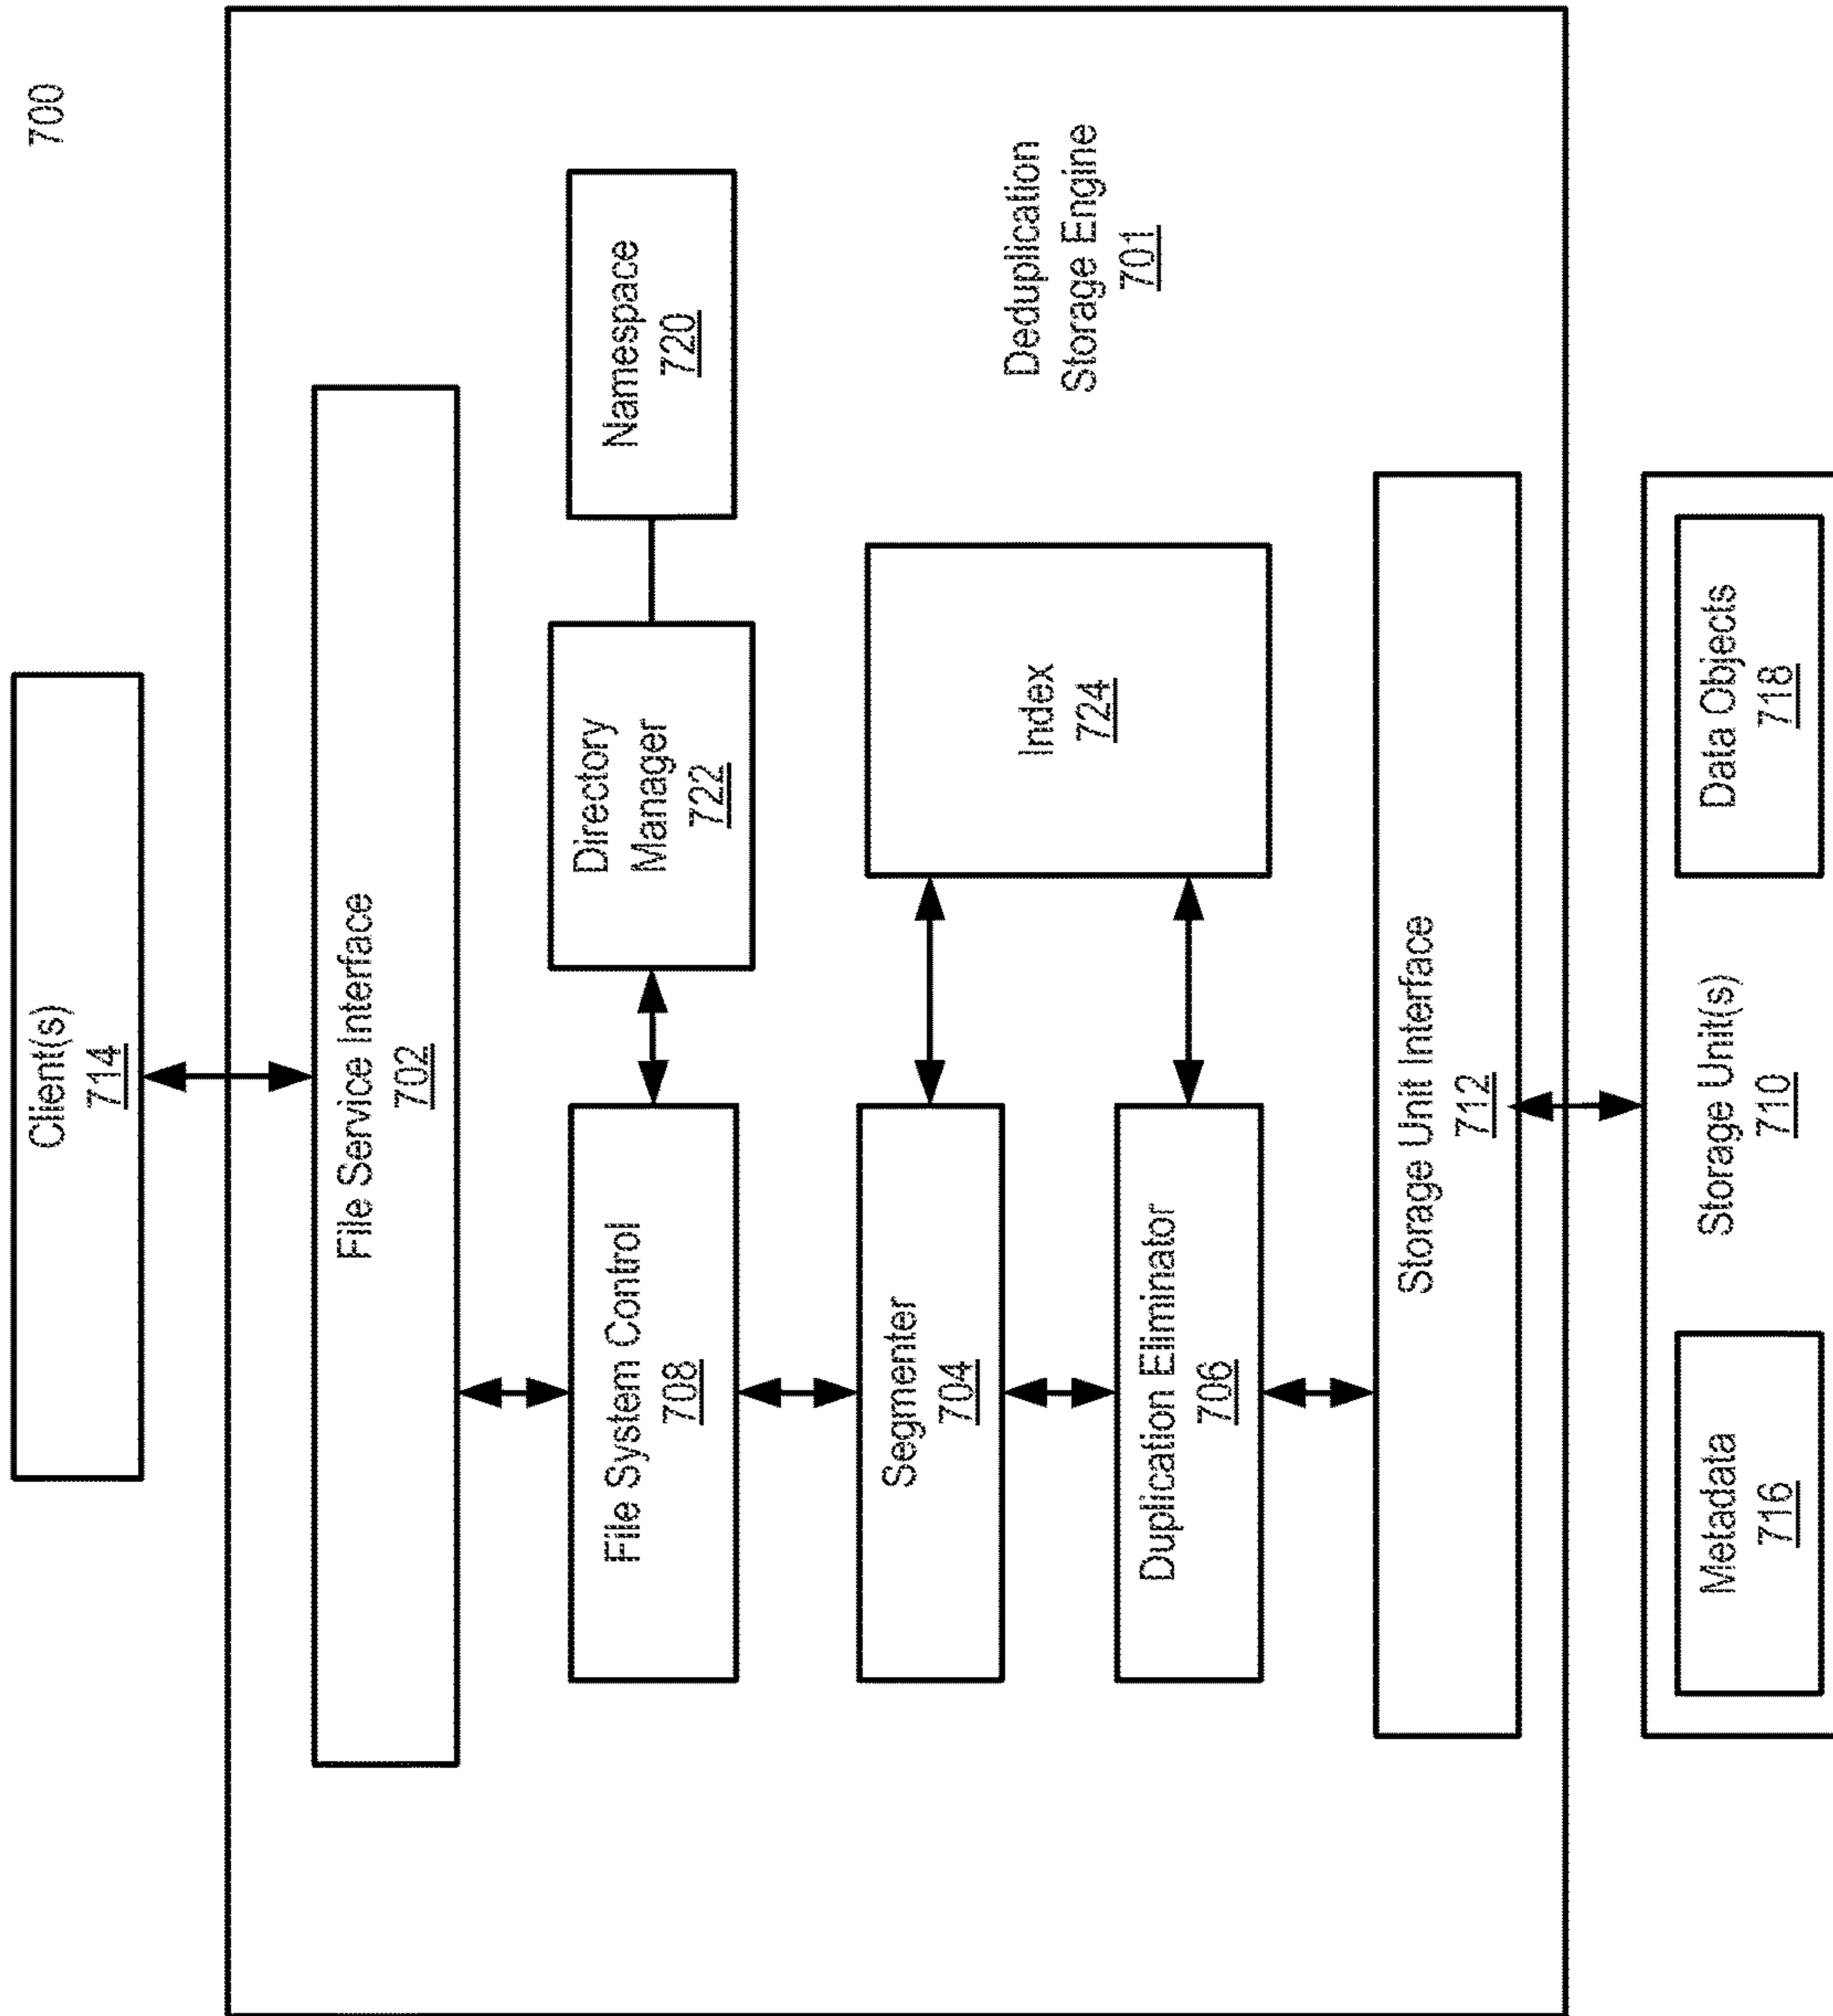 700
Client(s)
714
File Service Interface
702
File System Control
708
Directory
Manager
722
Namespace
720
Segmenter
704
Index
724
Duplication Eliminator
706
Deduplication
Storage Engine
701
Storage Unit Interface
712
Metadata
716
Storage Unit(s)
710
Data Objects
718